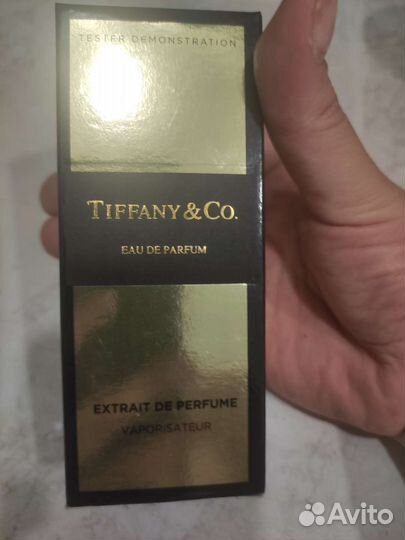 TESTER DEMONSTRATION
TIFFANY & CO.
EAU DE PARFUM
EXTRAIT DE PERFUME
VAPORISATEUR
Avito